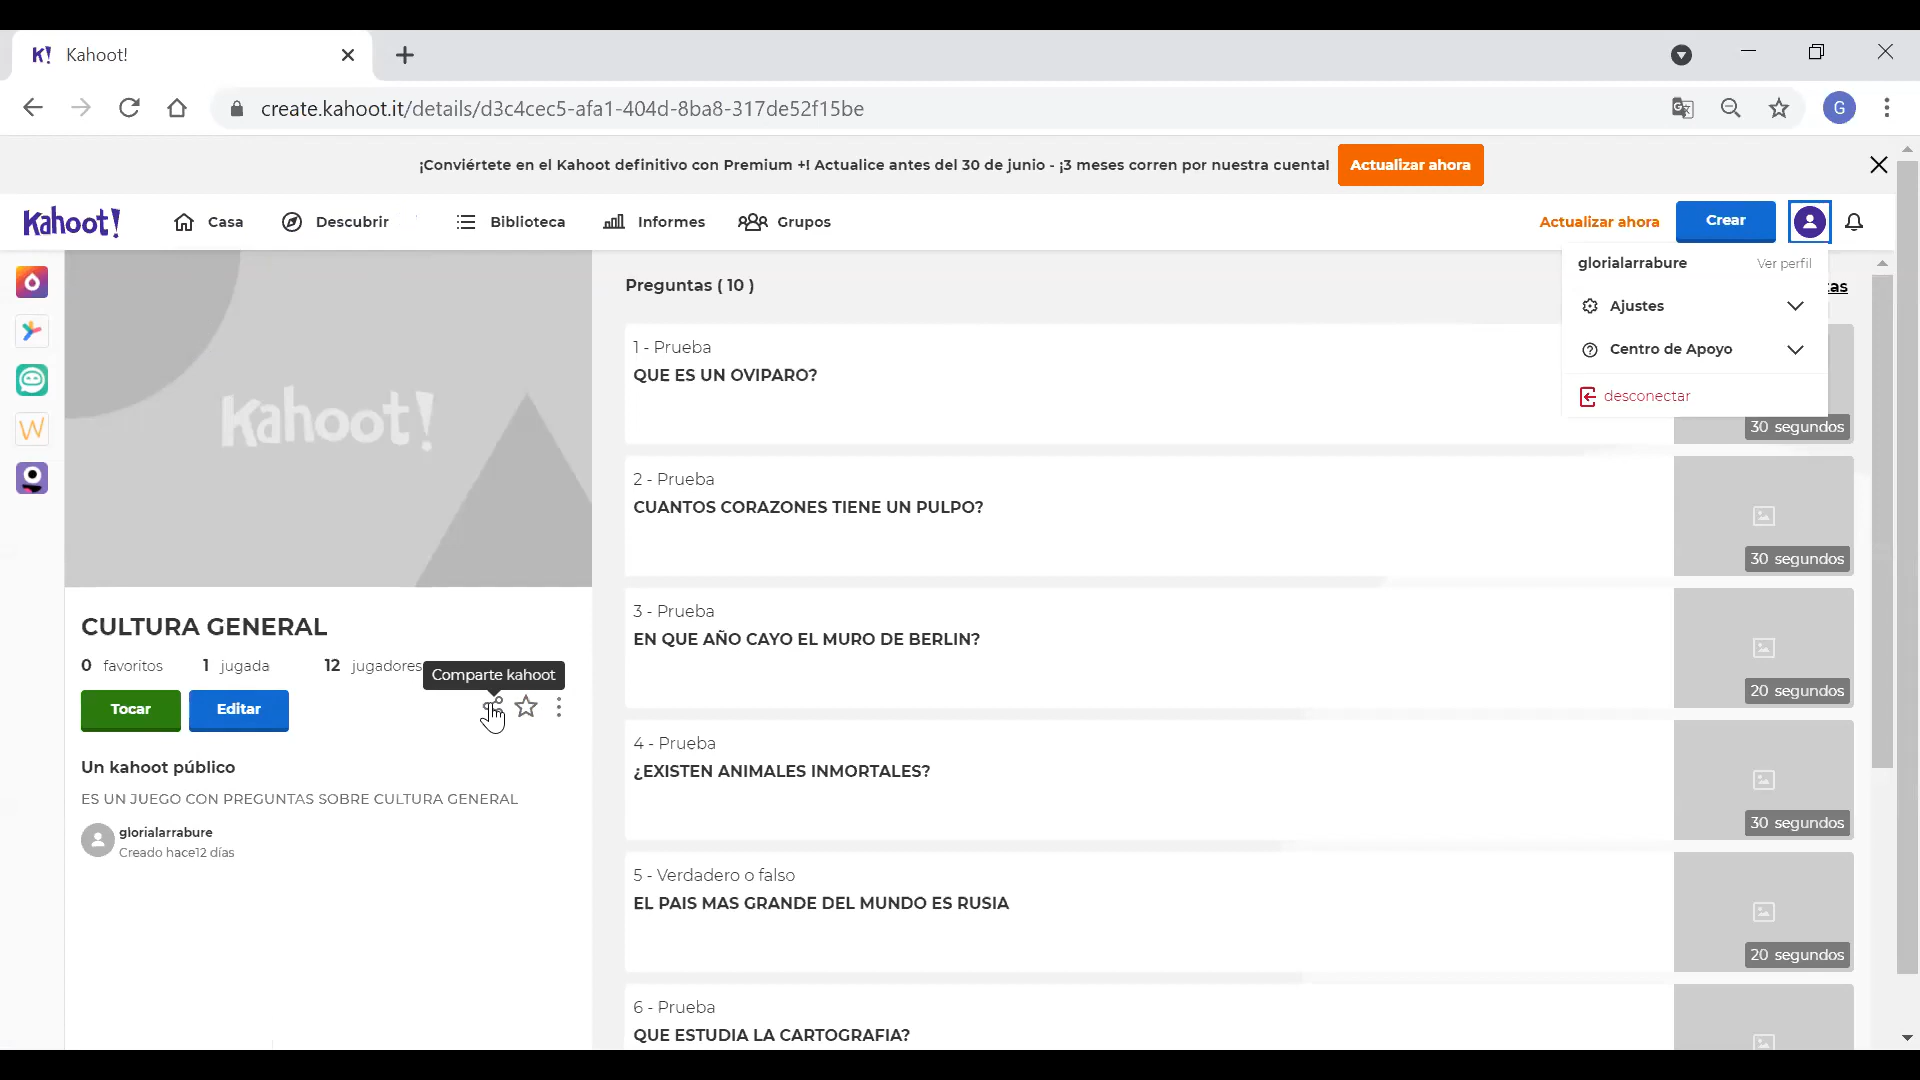 K! Kahoot!
create.kahoot.it/details/d3c4cec5-afa1-404d-8ba8-317de52f15be
G
¡Conviértete en el Kahoot definitivo con Premium +! Actualice antes del 30 de junio - ¡3 meses corren por nuestra cuenta!
Actualizar ahora
Kahoot!
Casa
Descubrir
Biblioteca
Informes
Grupos
Actualizar ahora
Crear
glorialarrabure
Ver perfil
Ajustes
Centro de Apoyo
desconectar
Kahoot!
CULTURA GENERAL
0 favoritos
1 jugada
12 jugadores
Comparte kahoot
Tocar
Editar
Un kahoot público
ES UN JUEGO CON PREGUNTAS SOBRE CULTURA GENERAL
glorialarrabure
Creado hace12 días
Preguntas ( 10 )
1 - Prueba
QUE ES UN OVIPARO?
30 segundos
2 - Prueba
CUANTOS CORAZONES TIENE UN PULPO?
30 segundos
3 - Prueba
EN QUE AÑO CAYO EL MURO DE BERLIN?
20 segundos
4 - Prueba
¿EXISTEN ANIMALES INMORTALES?
30 segundos
5 - Verdadero o falso
EL PAIS MAS GRANDE DEL MUNDO ES RUSIA
20 segundos
6 - Prueba
QUE ESTUDIA LA CARTOGRAFIA?